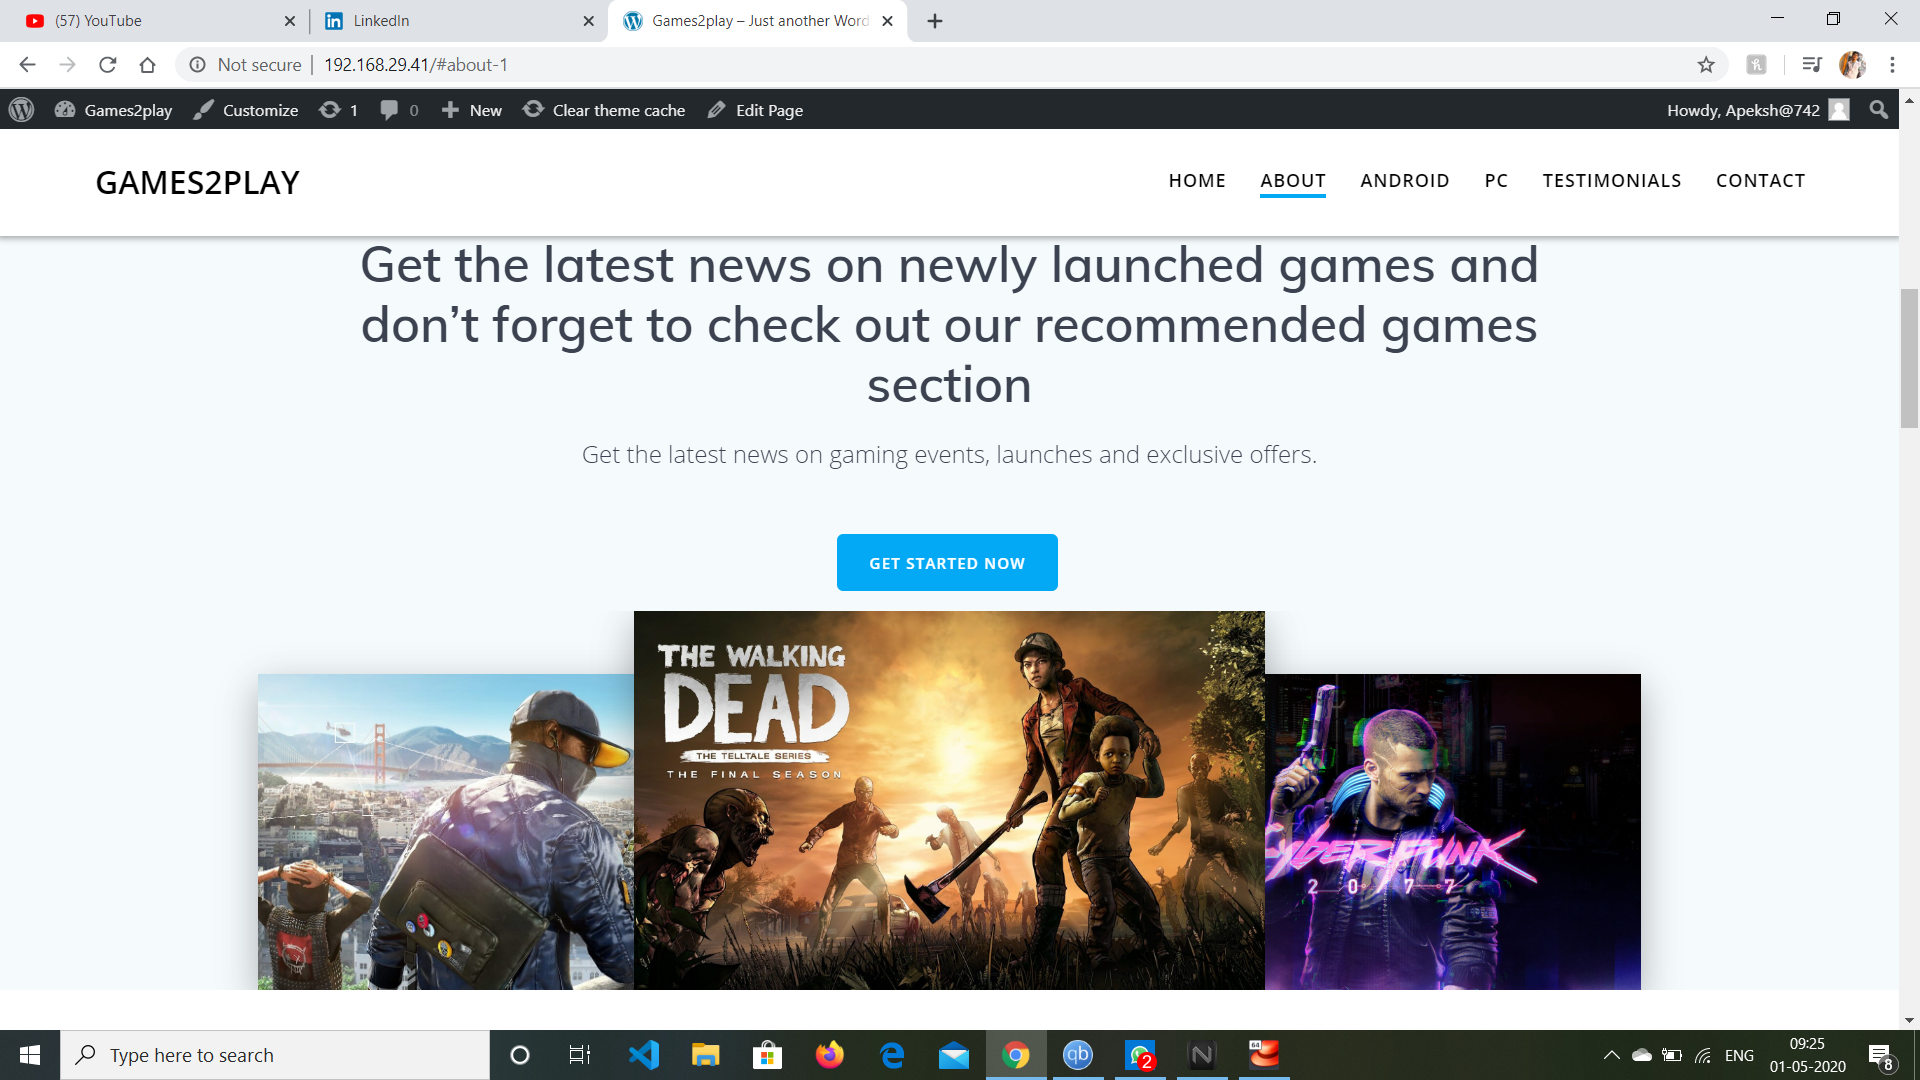 (57) YouTube
LinkedIn
Games2play – Just another Word
Not secure | 192.168.29.41/#about-1
Games2play
Customize
1
0
New
Clear theme cache
Edit Page
Howdy, Apeksh@742
GAMES2PLAY
HOME
ABOUT
ANDROID
PC
TESTIMONIALS
CONTACT
Get the latest news on newly launched games and
don’t forget to check out our recommended games
section
Get the latest news on gaming events, launches and exclusive offers.
GET STARTED NOW
THE WALKING
DEAD
THE TELLTALE SERIES
THE FINAL SEASON
CYBERPUNK
2077
Type here to search
qb
2
N
64
ENG
09:25
01-05-2020
8